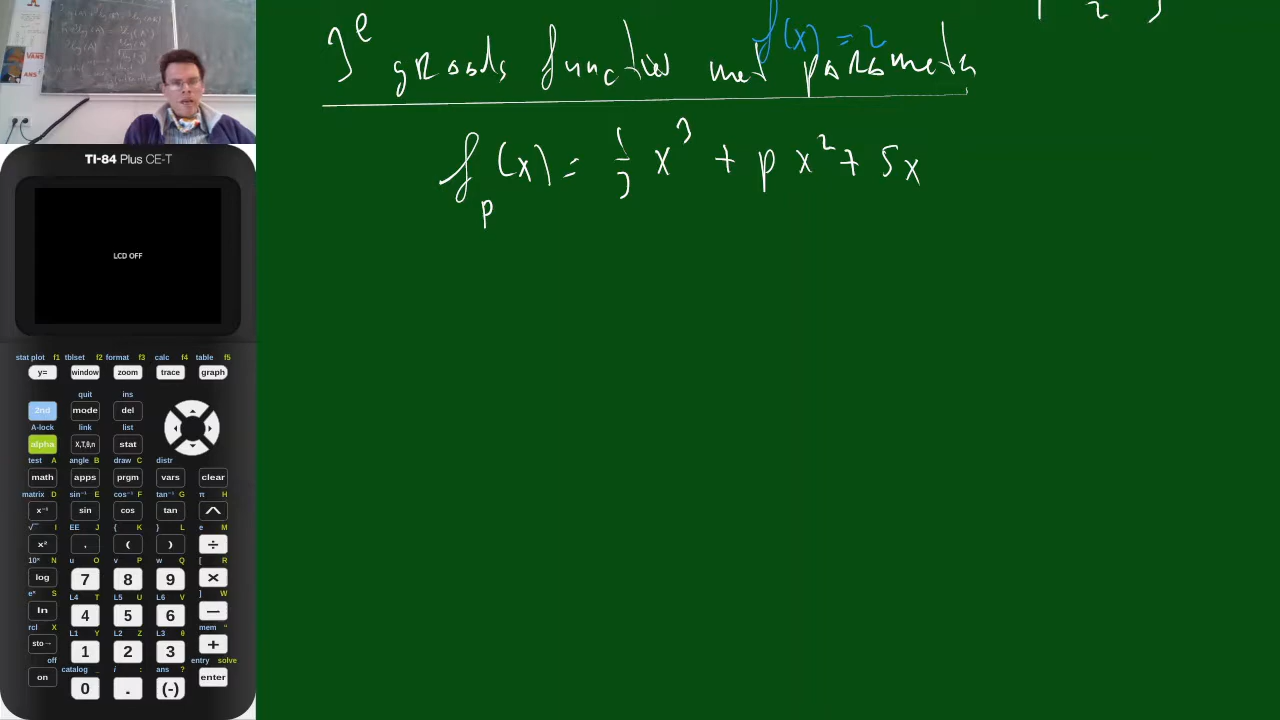 f(x) = 2
3e graads functies met parameter
fp(x) = 1/3 x³ + p x² + 5x
VANS
ANS!
TI-84 Plus CE-T
LCD OFF
stat plot f1 tblset f2 format f3 calc f4 table f5
y= window zoom trace graph
quit ins
2nd mode del
A-lock link list
alpha X,T,θ,n stat
test A angle B draw C distr
math apps prgm vars clear
matrix D sin⁻¹ E cos⁻¹ F tan⁻¹ G π H
x⁻¹ sin cos tan ^
√ I EE J { K } L e M
x² , ( ) ÷
10ˣ N u O v P w Q [ R
log 7 8 9 ×
eˣ S L4 T L5 U L6 V ] W
ln 4 5 6 −
rcl X L1 Y L2 Z L3 θ mem "
sto→ 1 2 3 +
off catalog _ i : ans ? entry solve
on 0 . (-) enter